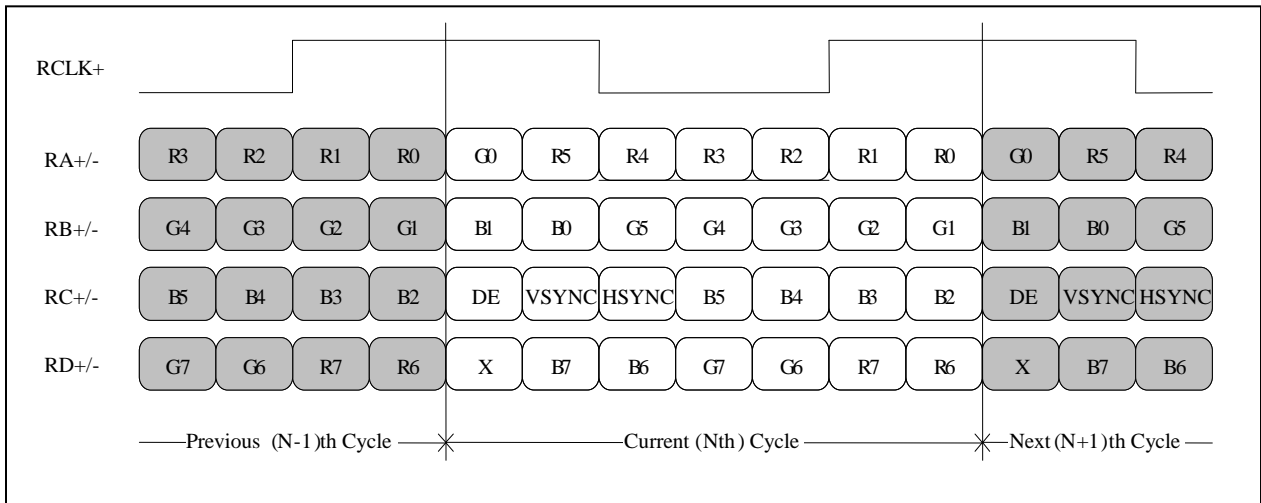 RCLK+
RA+/- R3 R2 R1 R0 G0 R5 R4 R3 R2 R1 R0 G0 R5 R4
RB+/- G4 G3 G2 G1 B1 B0 G5 G4 G3 G2 G1 B1 B0 G5
RC+/- B5 B4 B3 B2 DE VSYNC HSYNC B5 B4 B3 B2 DE VSYNC HSYNC
RD+/- G7 G6 R7 R6 X B7 B6 G7 G6 R7 R6 X B7 B6
Previous (N-1)th Cycle Current (Nth) Cycle Next (N+1)th Cycle